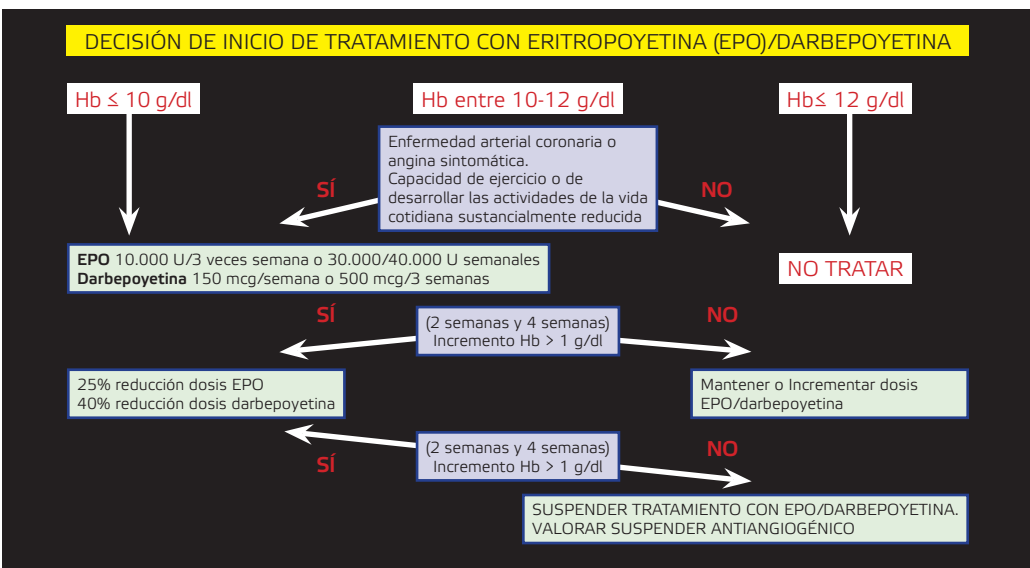 DECISIÓN DE INICIO DE TRATAMIENTO CON ERITROPOYETINA (EPO)/DARBEPOYETINA
Hb ≤ 10 g/dl
Hb entre 10-12 g/dl
Hb≤ 12 g/dl
Enfermedad arterial coronaria o
angina sintomática.
Capacidad de ejercicio o de
desarrollar las actividades de la vida
cotidiana sustancialmente reducida
SÍ
NO
EPO 10.000 U/3 veces semana o 30.000/40.000 U semanales
Darbepoyetina 150 mcg/semana o 500 mcg/3 semanas
NO TRATAR
SÍ
(2 semanas y 4 semanas)
Incremento Hb > 1 g/dl
NO
25% reducción dosis EPO
40% reducción dosis darbepoyetina
Mantener o Incrementar dosis
EPO/darbepoyetina
SÍ
(2 semanas y 4 semanas)
Incremento Hb > 1 g/dl
NO
SUSPENDER TRATAMIENTO CON EPO/DARBEPOYETINA.
VALORAR SUSPENDER ANTIANGIOGÉNICO